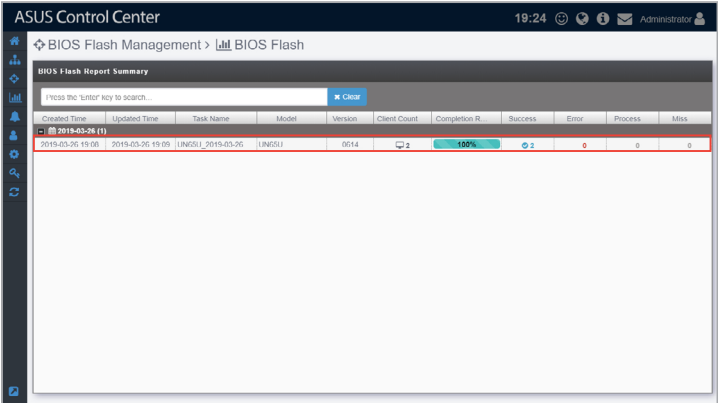 ASUS Control Center 19:24 Administrator
BIOS Flash Management > BIOS Flash
BIOS Flash Report Summary
Press the 'Enter' key to search... × Clear
Created Time Updated Time Task Name Model Version Client Count Completion R... Success Error Process Miss
2019-03-26 (1)
2019-03-26 19:08 2019-03-26 19:09 UN65U_2019-03-26 UN65U 0614 2 100% 2 0 0 0